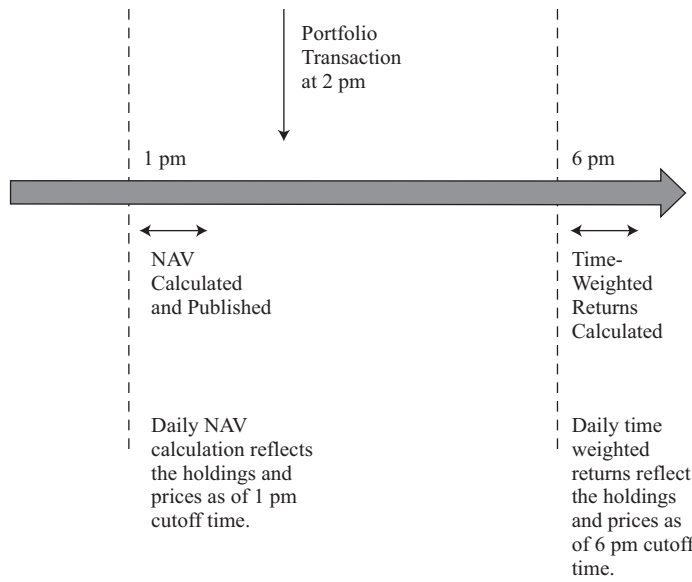 Portfolio
Transaction
at 2 pm
1 pm
6 pm
NAV
Calculated
and Published
Time-
Weighted
Returns
Calculated
Daily NAV
calculation reflects
the holdings and
prices as of 1 pm
cutoff time.
Daily time
weighted
returns reflect
the holdings
and prices as
of 6 pm cutoff
time.